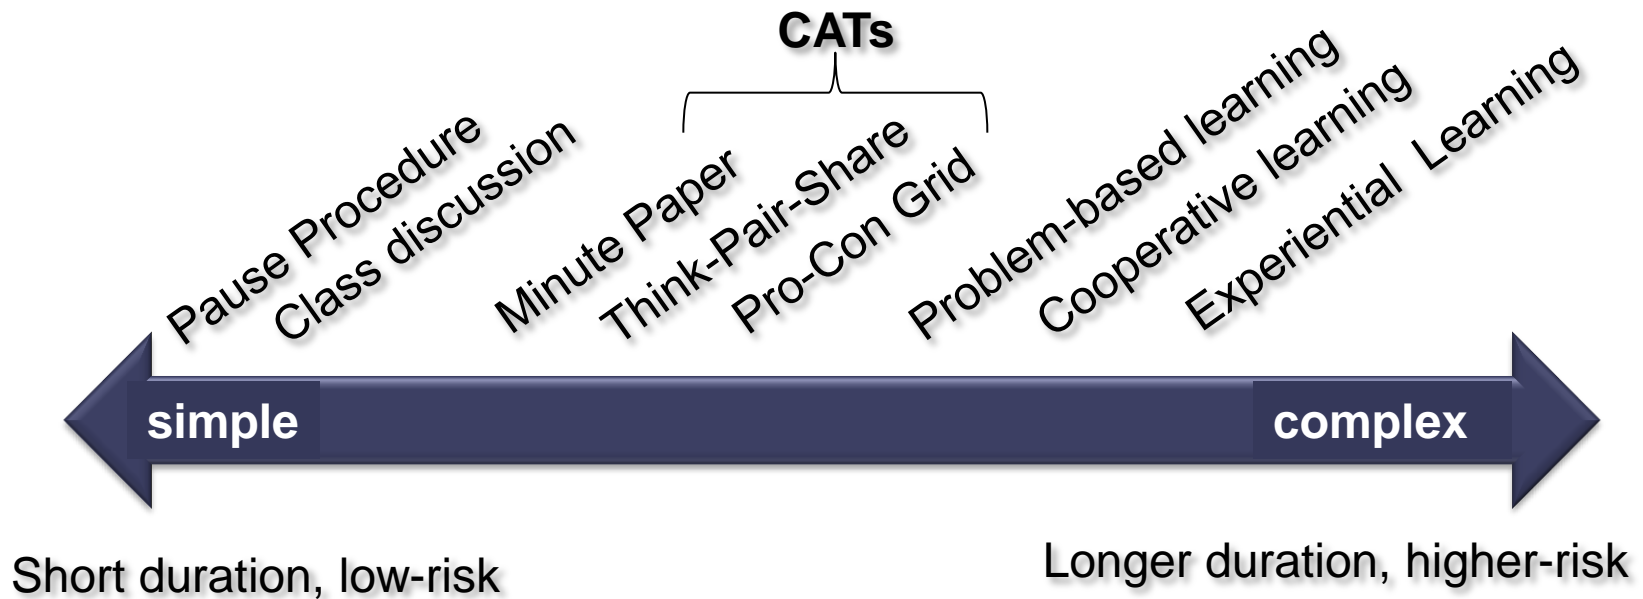 CATs
Pause Procedure
Class discussion
Minute Paper
Think-Pair-Share
Pro-Con Grid
Problem-based learning
Cooperative learning
Experiential Learning
simple
complex
Short duration, low-risk
Longer duration, higher-risk